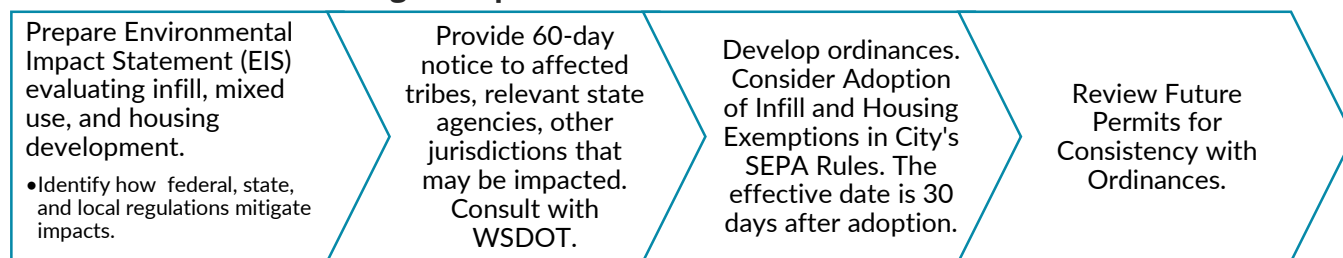 Prepare Environmental
Impact Statement (EIS)
evaluating infill, mixed
use, and housing
development.
•Identify how federal, state,
and local regulations mitigate
impacts.
Provide 60-day
notice to affected
tribes, relevant state
agencies, other
jurisdictions that
may be impacted.
Consult with
WSDOT.
Develop ordinances.
Consider Adoption
of Infill and Housing
Exemptions in City's
SEPA Rules. The
effective date is 30
days after adoption.
Review Future
Permits for
Consistency with
Ordinances.